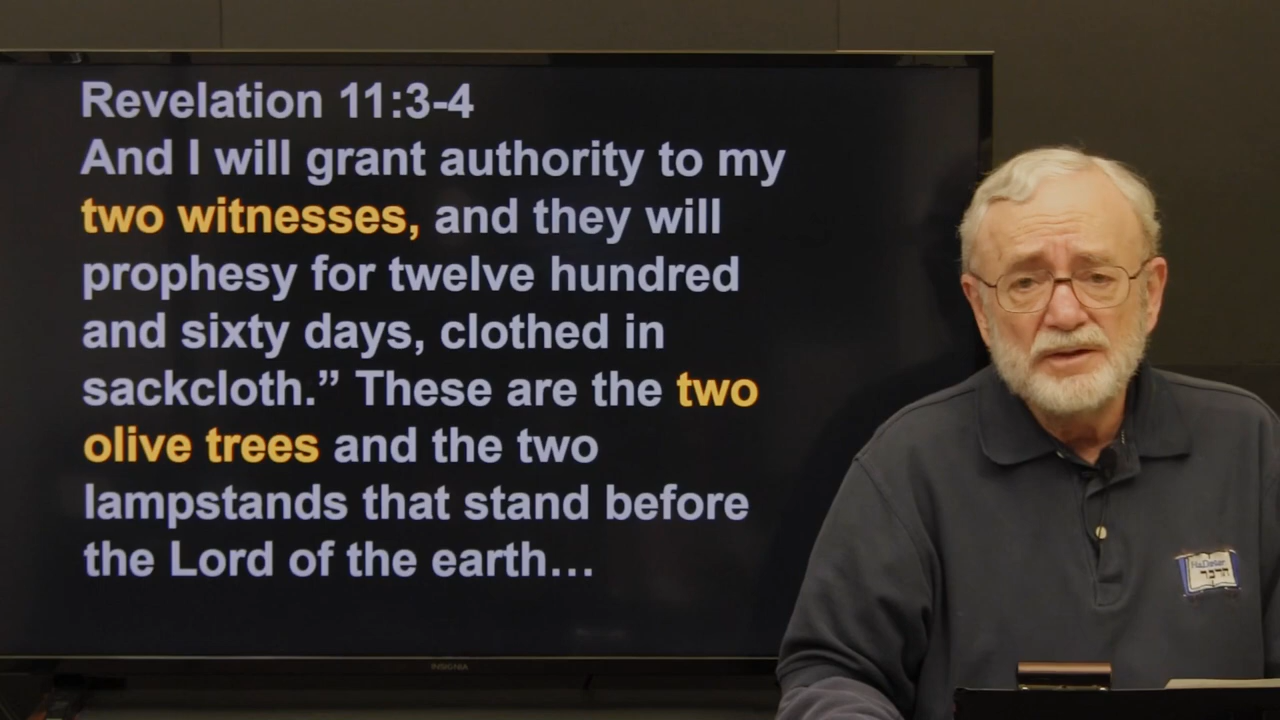 Revelation 11:3-4
And I will grant authority to my
two witnesses, and they will
prophesy for twelve hundred
and sixty days, clothed in
sackcloth.” These are the two
olive trees and the two
lampstands that stand before
the Lord of the earth…
INSIGNIA
HaDavar
הדבר